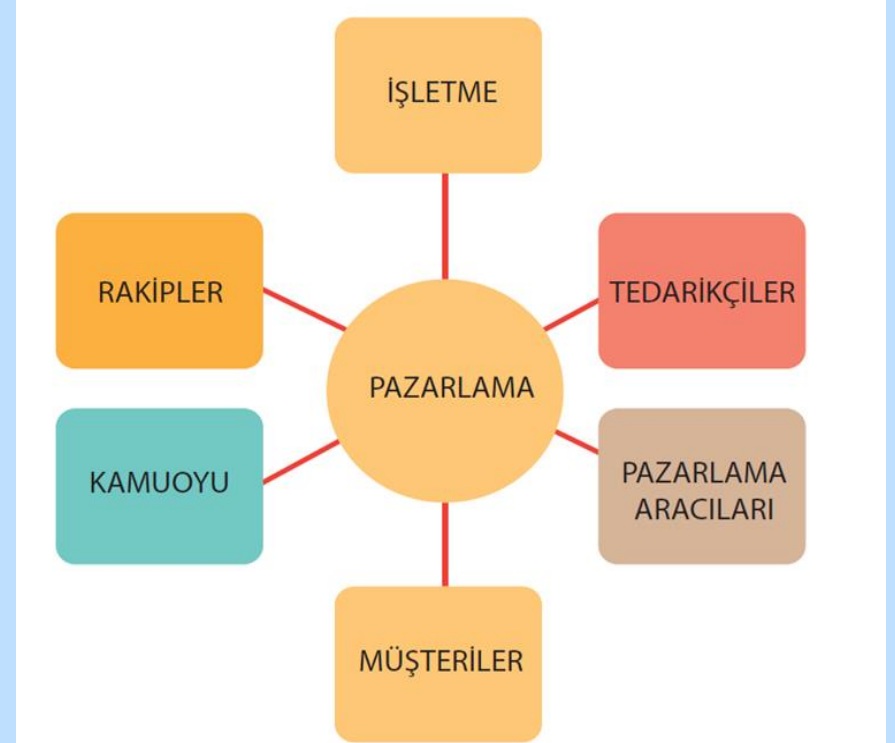 İŞLETME
RAKİPLER
TEDARİKÇİLER
PAZARLAMA
KAMUOYU
PAZARLAMA
ARACILARI
MÜŞTERİLER